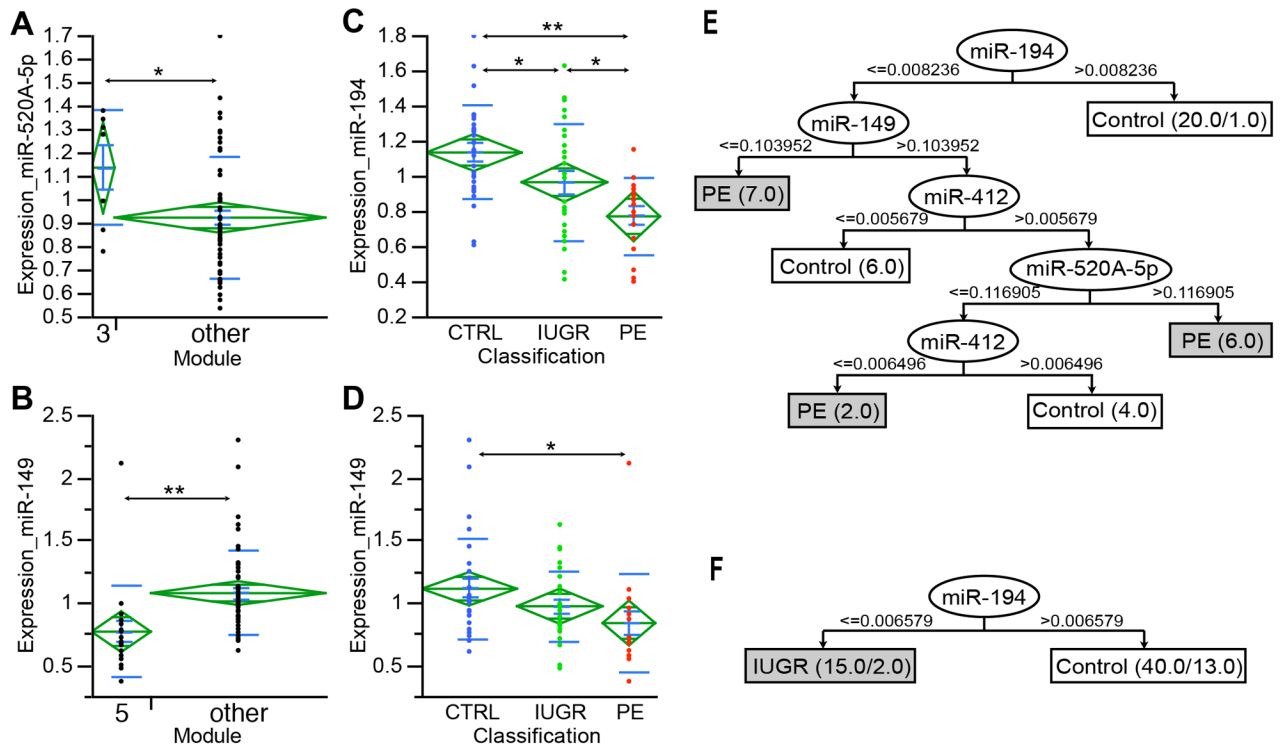 A
Expression_miR-520A-5p
1.7
1.6
1.5
1.4
1.3
1.2
1.1
1
0.9
0.8
0.7
0.6
0.5
*
3
other
Module
B
Expression_miR-149
2.5
2
1.5
1
0.5
**
5
other
Module
C
Expression_miR-194
1.8
1.6
1.4
1.2
1.0
0.8
0.6
0.4
0.2
**
* *
CTRL IUGR PE
Classification
D
Expression_miR-149
2.5
2
1.5
1
0.5
*
CTRL IUGR PE
Classification
E
miR-194
<=0.008236 >0.008236
miR-149 Control (20.0/1.0)
<=0.103952 >0.103952
PE (7.0) miR-412
<=0.005679 >0.005679
Control (6.0) miR-520A-5p
<=0.116905 >0.116905
miR-412 PE (6.0)
<=0.006496 >0.006496
PE (2.0) Control (4.0)
F
miR-194
<=0.006579 >0.006579
IUGR (15.0/2.0) Control (40.0/13.0)